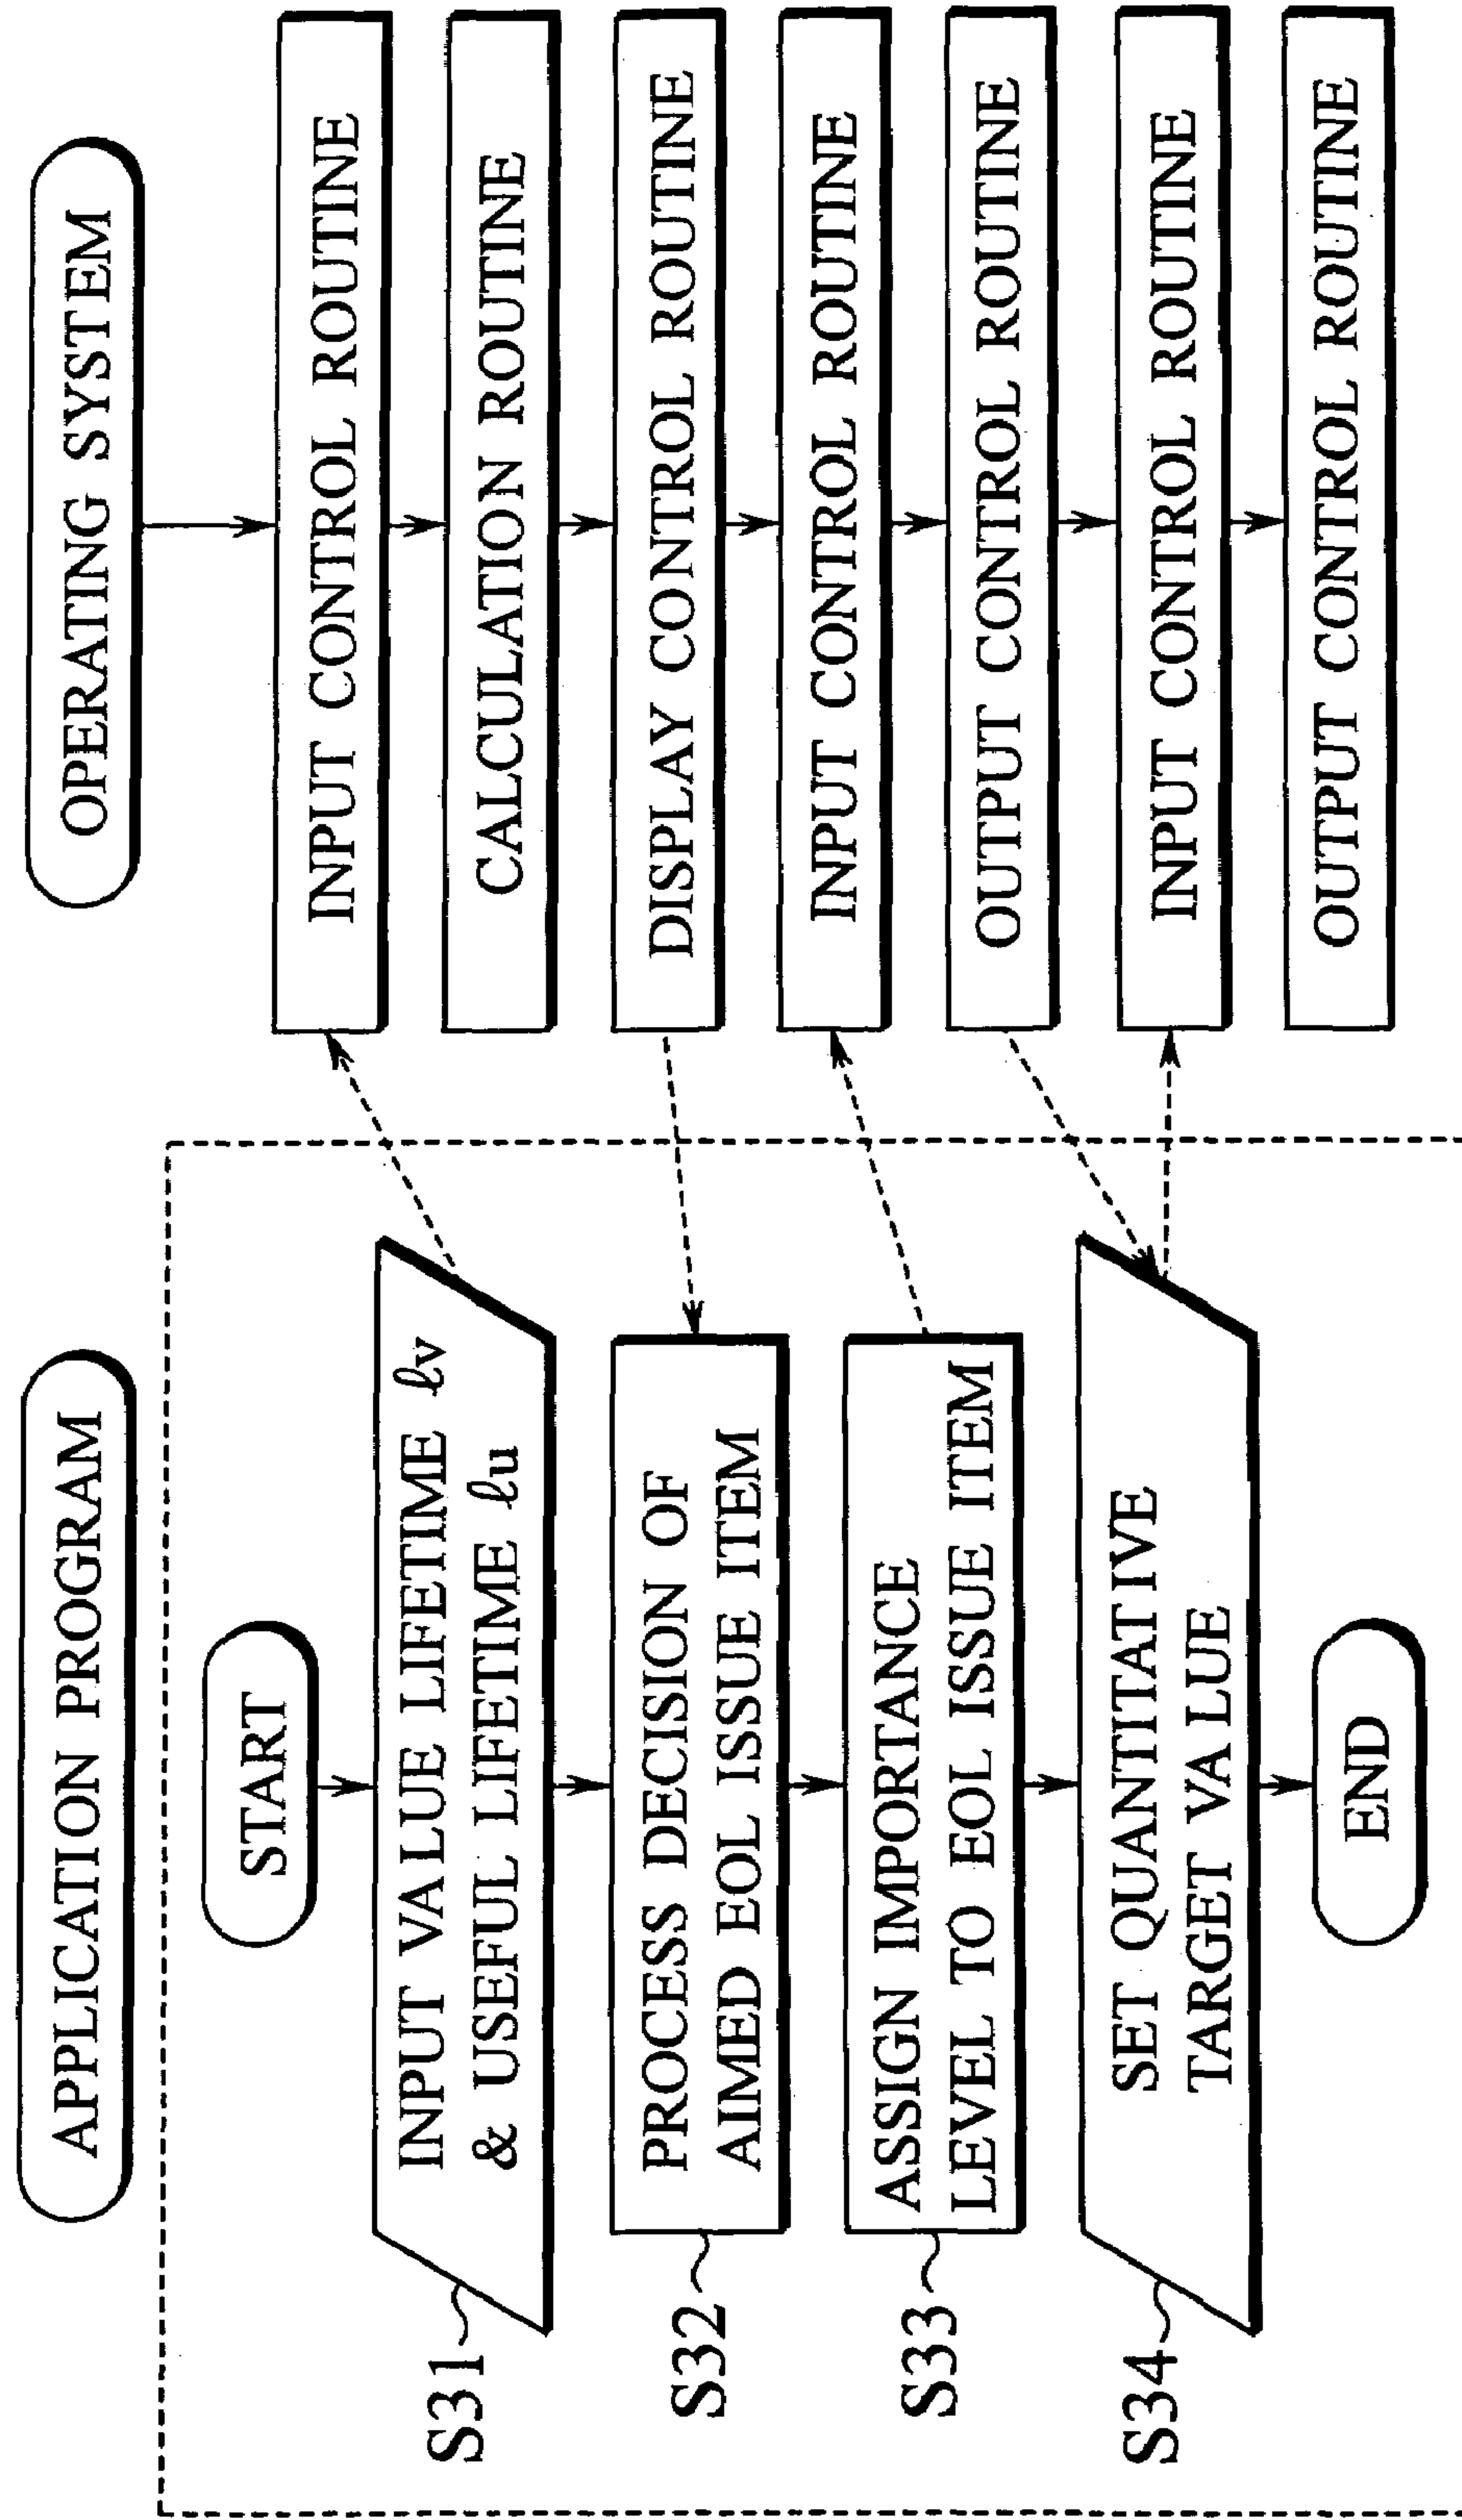 APPLICATION PROGRAM
START
S31
INPUT VALUE LIFETIME ℓv
& USEFUL LIFETIME ℓu
S32
PROCESS DECISION OF
AIMED EOL ISSUE ITEM
S33
ASSIGN IMPORTANCE
LEVEL TO EOL ISSUE ITEM
S34
SET QUANTITATIVE
TARGET VA LUE
END
OPERATING SYSTEM
INPUT CONTROL ROUTINE
CALCULATION ROUTINE
DISPLAY CONTROL ROUTINE
INPUT CONTROL ROUTINE
OUTPUT CONTROL ROUTINE
INPUT CONTROL ROUTINE
OUTPUT CONTROL ROUTINE